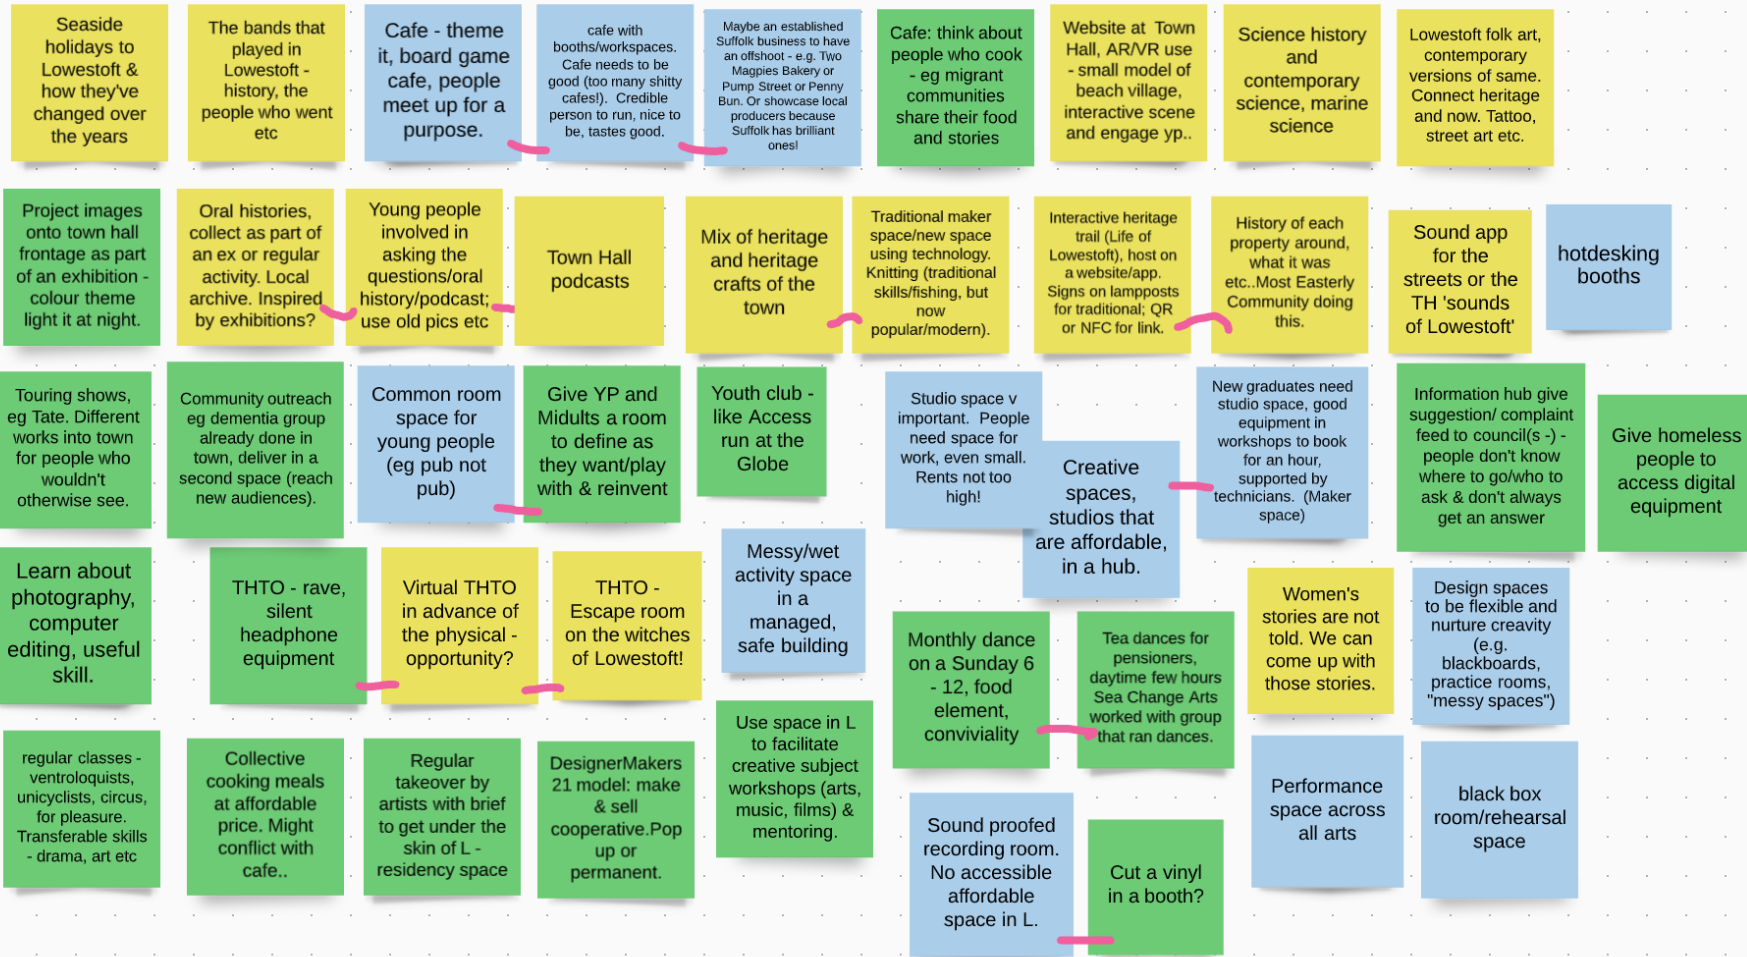 Seaside
holidays to
Lowestoft &
how they've
changed over
the years
The bands that
played in
Lowestoft -
history, the
people who went
etc
Cafe - theme
it, board game
cafe, people
meet up for a
purpose.
cafe with
booths/workspaces.
Cafe needs to be
good (too many shitty
cafes!). Credible
person to run, nice to
be, tastes good.
Maybe an established
Suffolk business to have
an offshoot - e.g. Two
Magpies Bakery or
Pump Street or Penny
Bun. Or showcase local
producers because
Suffolk has brilliant
ones!
Cafe: think about
people who cook
- eg migrant
communities
share their food
and stories
Website at Town
Hall, AR/VR use
- small model of
beach village,
interactive scene
and engage yp..
Science history
and
contemporary
science, marine
science
Lowestoft folk art,
contemporary
versions of same.
Connect heritage
and now. Tattoo,
street art etc.
Project images
onto town hall
frontage as part
of an exhibition -
colour theme
light it at night.
Oral histories,
collect as part of
an ex or regular
activity. Local
archive. Inspired
by exhibitions?
Young people
involved in
asking the
questions/oral
history/podcast;
use old pics etc
Town Hall
podcasts
Mix of heritage
and heritage
crafts of the
town
Traditional maker
space/new space
using technology.
Knitting (traditional
skills/fishing, but
now
popular/modern).
Interactive heritage
trail (Life of
Lowestoft), host on
a website/app.
Signs on lampposts
for traditional; QR
or NFC for link.
History of each
property around,
what it was
etc..Most Easterly
Community doing
this.
Sound app
for the
streets or the
TH 'sounds
of Lowestoft'
hotdesking
booths
Touring shows,
eg Tate. Different
works into town
for people who
wouldn't
otherwise see.
Community outreach
eg dementia group
already done in
town, deliver in a
second space (reach
new audiences).
Common room
space for
young people
(eg pub not
pub)
Give YP and
Midults a room
to define as
they want/play
with & reinvent
Youth club -
like Access
run at the
Globe
Studio space v
important. People
need space for
work, even small.
Rents not too
high!
Creative
spaces,
studios that
are affordable,
in a hub.
New graduates need
studio space, good
equipment in
workshops to book
for an hour,
supported by
technicians. (Maker
space)
Information hub give
suggestion/ complaint
feed to council(s -) -
people don't know
where to go/who to
ask & don't always
get an answer
Give homeless
people to
access digital
equipment
Learn about
photography,
computer
editing, useful
skill.
THTO - rave,
silent
headphone
equipment
Virtual THTO
in advance of
the physical -
opportunity?
THTO -
Escape room
on the witches
of Lowestoft!
Messy/wet
activity space
in a
managed,
safe building
Monthly dance
on a Sunday 6
- 12, food
element,
conviviality
Tea dances for
pensioners,
daytime few hours
Sea Change Arts
worked with group
that ran dances.
Women's
stories are not
told. We can
come up with
those stories.
Design spaces
to be flexible and
nurture creavity
(e.g.
blackboards,
practice rooms,
"messy spaces")
regular classes -
ventroloquists,
unicyclists, circus,
for pleasure.
Transferable skills
- drama, art etc
Collective
cooking meals
at affordable
price. Might
conflict with
cafe..
Regular
takeover by
artists with brief
to get under the
skin of L -
residency space
DesignerMakers
21 model: make
& sell
cooperative.Pop
up or
permanent.
Use space in L
to facilitate
creative subject
workshops (arts,
music, films) &
mentoring.
Sound proofed
recording room.
No accessible
affordable
space in L.
Cut a vinyl
in a booth?
Performance
space across
all arts
black box
room/rehearsal
space